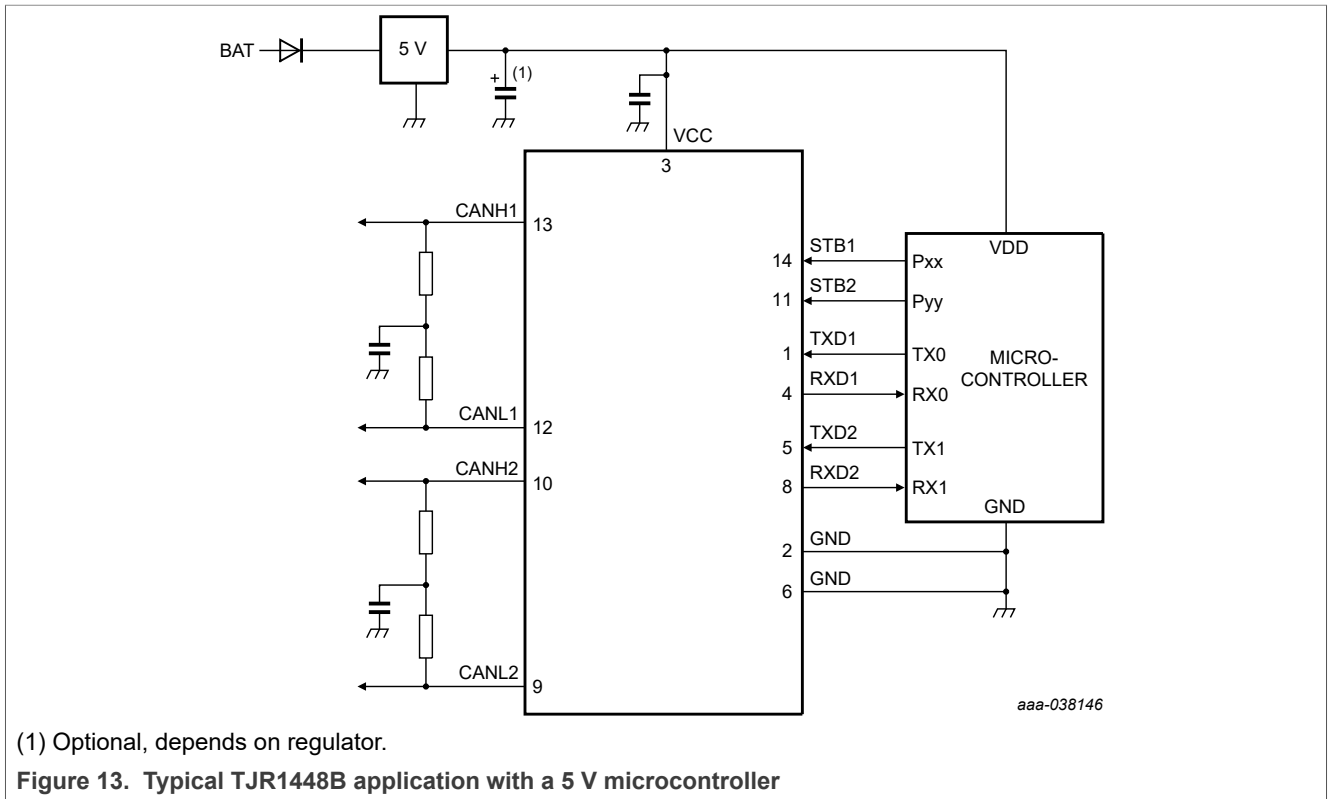 BAT
5 V
+ (1)
VCC
3
CANH1
13
STB1
14
VDD
Pxx
STB2
11
Pyy
TXD1
1
TX0
MICRO-
CONTROLLER
RXD1
4
RX0
CANL1
12
TXD2
5
TX1
CANH2
10
RXD2
8
RX1
GND
GND
2
GND
6
CANL2
9
aaa-038146
(1) Optional, depends on regulator.
Figure 13. Typical TJR1448B application with a 5 V microcontroller